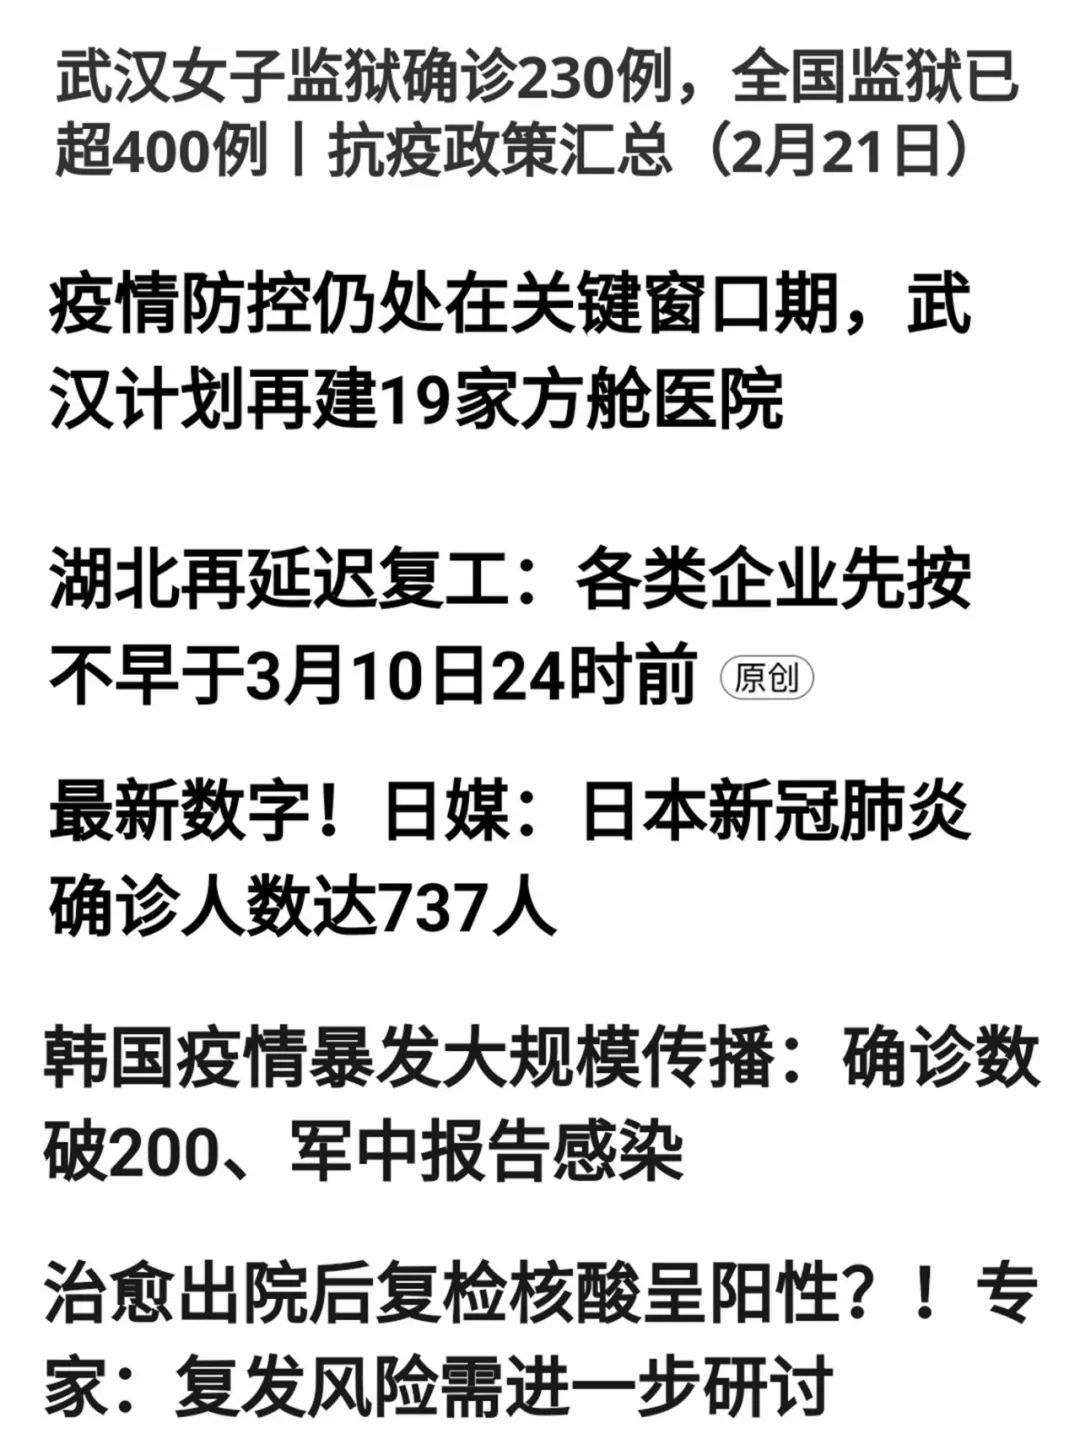 武汉女子监狱确诊230例，全国监狱已
超400例丨抗疫政策汇总（2月21日）
疫情防控仍处在关键窗口期，武
汉计划再建19家方舱医院
湖北再延迟复工：各类企业先按
不早于3月10日24时前 原创
最新数字！日媒：日本新冠肺炎
确诊人数达737人
韩国疫情暴发大规模传播：确诊数
破200、军中报告感染
治愈出院后复检核酸呈阳性？！专
家：复发风险需进一步研讨